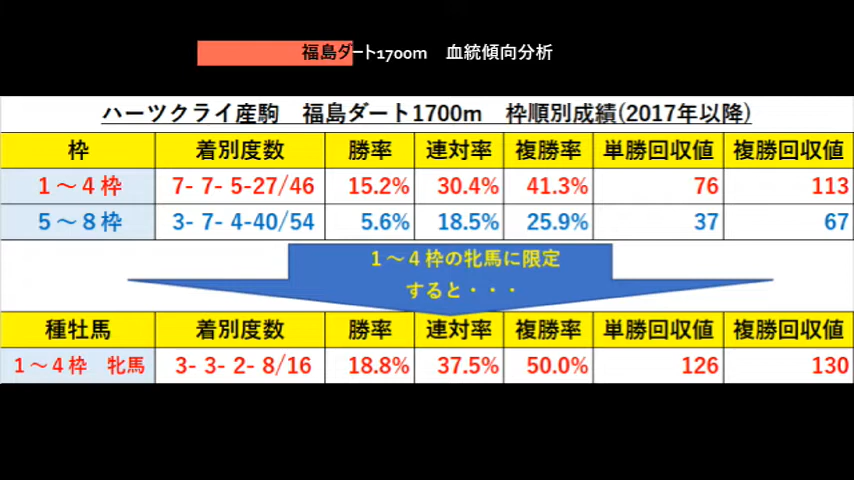 福島ダート1700m　血統傾向分析
ハーツクライ産駒　福島ダート1700m　枠順別成績(2017年以降)
枠 着別度数 勝率 連対率 複勝率 単勝回収値 複勝回収値
1～4枠 7- 7- 5-27/46 15.2% 30.4% 41.3% 76 113
5～8枠 3- 7- 4-40/54 5.6% 18.5% 25.9% 37 67
1～4枠の牝馬に限定
すると・・・
種牡馬 着別度数 勝率 連対率 複勝率 単勝回収値 複勝回収値
1～4枠　牝馬 3- 3- 2- 8/16 18.8% 37.5% 50.0% 126 130